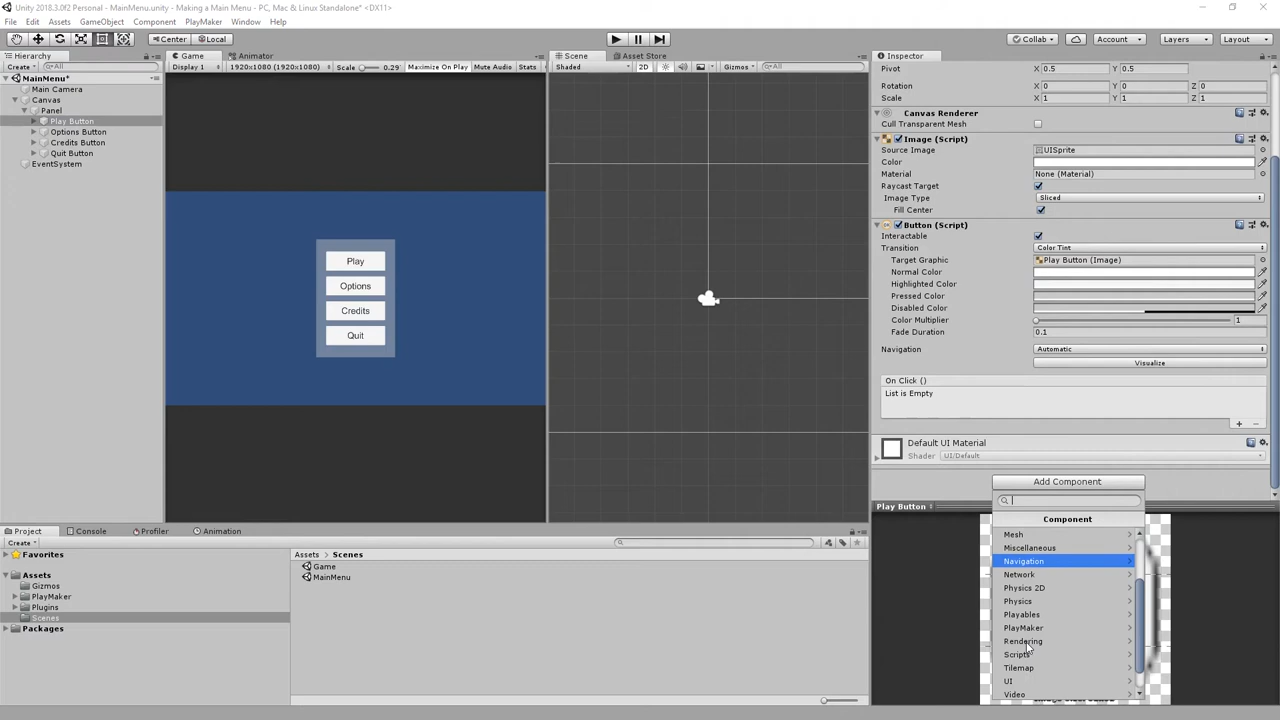 Unity 2018.3.0f2 Personal - MainMenu.unity - Making a Main Menu - PC, Mac & Linux Standalone* <DX11>
File Edit Assets GameObject Component PlayMaker Window Help
Center Local Collab Account Layers Layout
Hierarchy
Create All
MainMenu*
Main Camera
Canvas
Panel
Play Button
Options Button
Credits Button
Quit Button
EventSystem
Game Animator
Display 1 1920x1080 (1920x1080) Scale 0.29 Maximize On Play Mute Audio Stats
Play
Options
Credits
Quit
Scene Asset Store
Shaded 2D Gizmos All
Inspector
Pivot X 0.5 Y 0.5
Rotation X 0 Y 0 Z 0
Scale X 1 Y 1 Z 1
Canvas Renderer
Cull Transparent Mesh
Image (Script)
Source Image UISprite
Color
Material None (Material)
Raycast Target
Image Type Sliced
Fill Center
Button (Script)
Interactable
Transition Color Tint
Target Graphic Play Button (Image)
Normal Color
Highlighted Color
Pressed Color
Disabled Color
Color Multiplier 1
Fade Duration 0.1
Navigation Automatic
Visualize
On Click ()
List is Empty
Default UI Material
Shader UI/Default
Add Component
Play Button
Component
Mesh
Miscellaneous
Navigation
Network
Physics 2D
Physics
Playables
PlayMaker
Rendering
Scripts
Tilemap
UI
Video
Project Console Profiler Animation
Create
Favorites
Assets
Gizmos
PlayMaker
Plugins
Scenes
Packages
Assets Scenes
Game
MainMenu